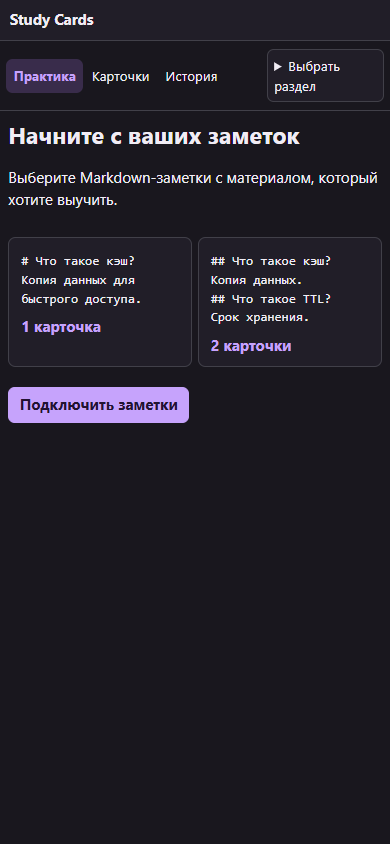 Study Cards
Практика Карточки История
▶ Выбрать
раздел
Начните с ваших заметок
Выберите Markdown-заметки с материалом, который
хотите выучить.
# Что такое кэш?
Копия данных для
быстрого доступа.
1 карточка
## Что такое кэш?
Копия данных.
## Что такое TTL?
Срок хранения.
2 карточки
Подключить заметки